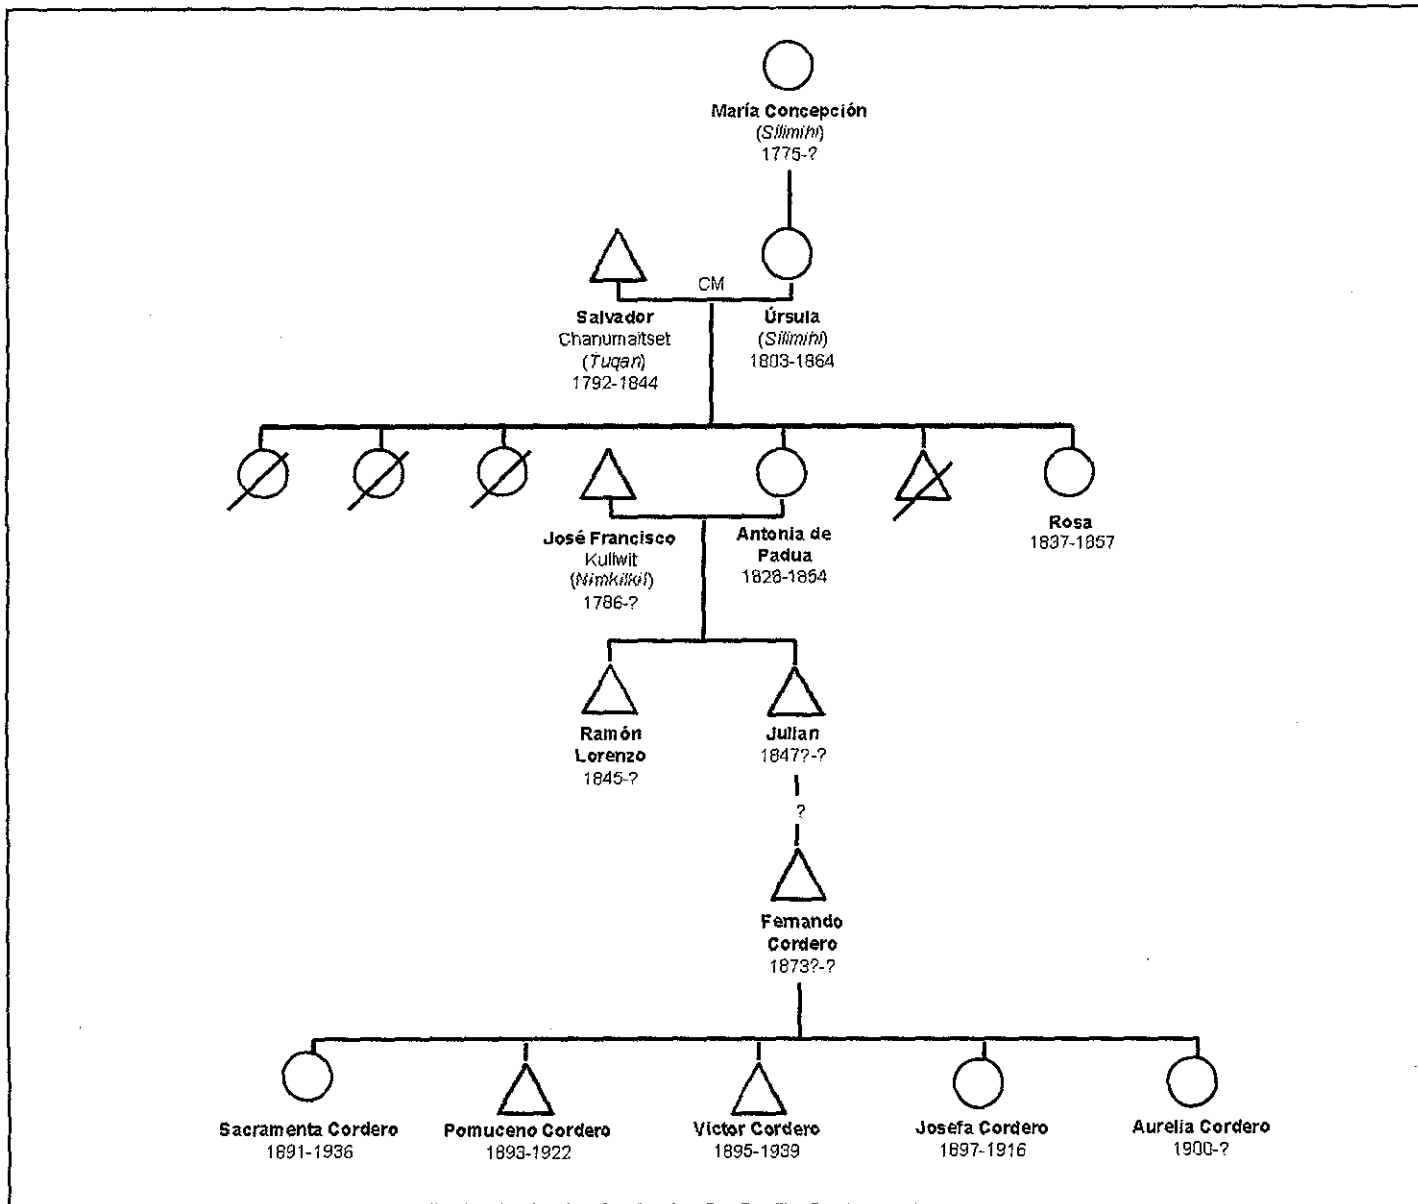 María Concepción
(Silimihi)
1775-?
CM
Salvador
Chanumaitset
(Tuqan)
1792-1844
Úrsula
(Silimihi)
1803-1864
José Francisco
Kuliwit
(Nimkilkil)
1786-?
Antonia de
Padua
1828-1854
Rosa
1837-1857
Ramón
Lorenzo
1845-?
Julian
1847?-?
?
Fernando
Cordero
1873?-?
Sacramenta Cordero
1891-1936
Pomuceno Cordero
1893-1922
Victor Cordero
1895-1939
Josefa Cordero
1897-1916
Aurelia Cordero
1900-?